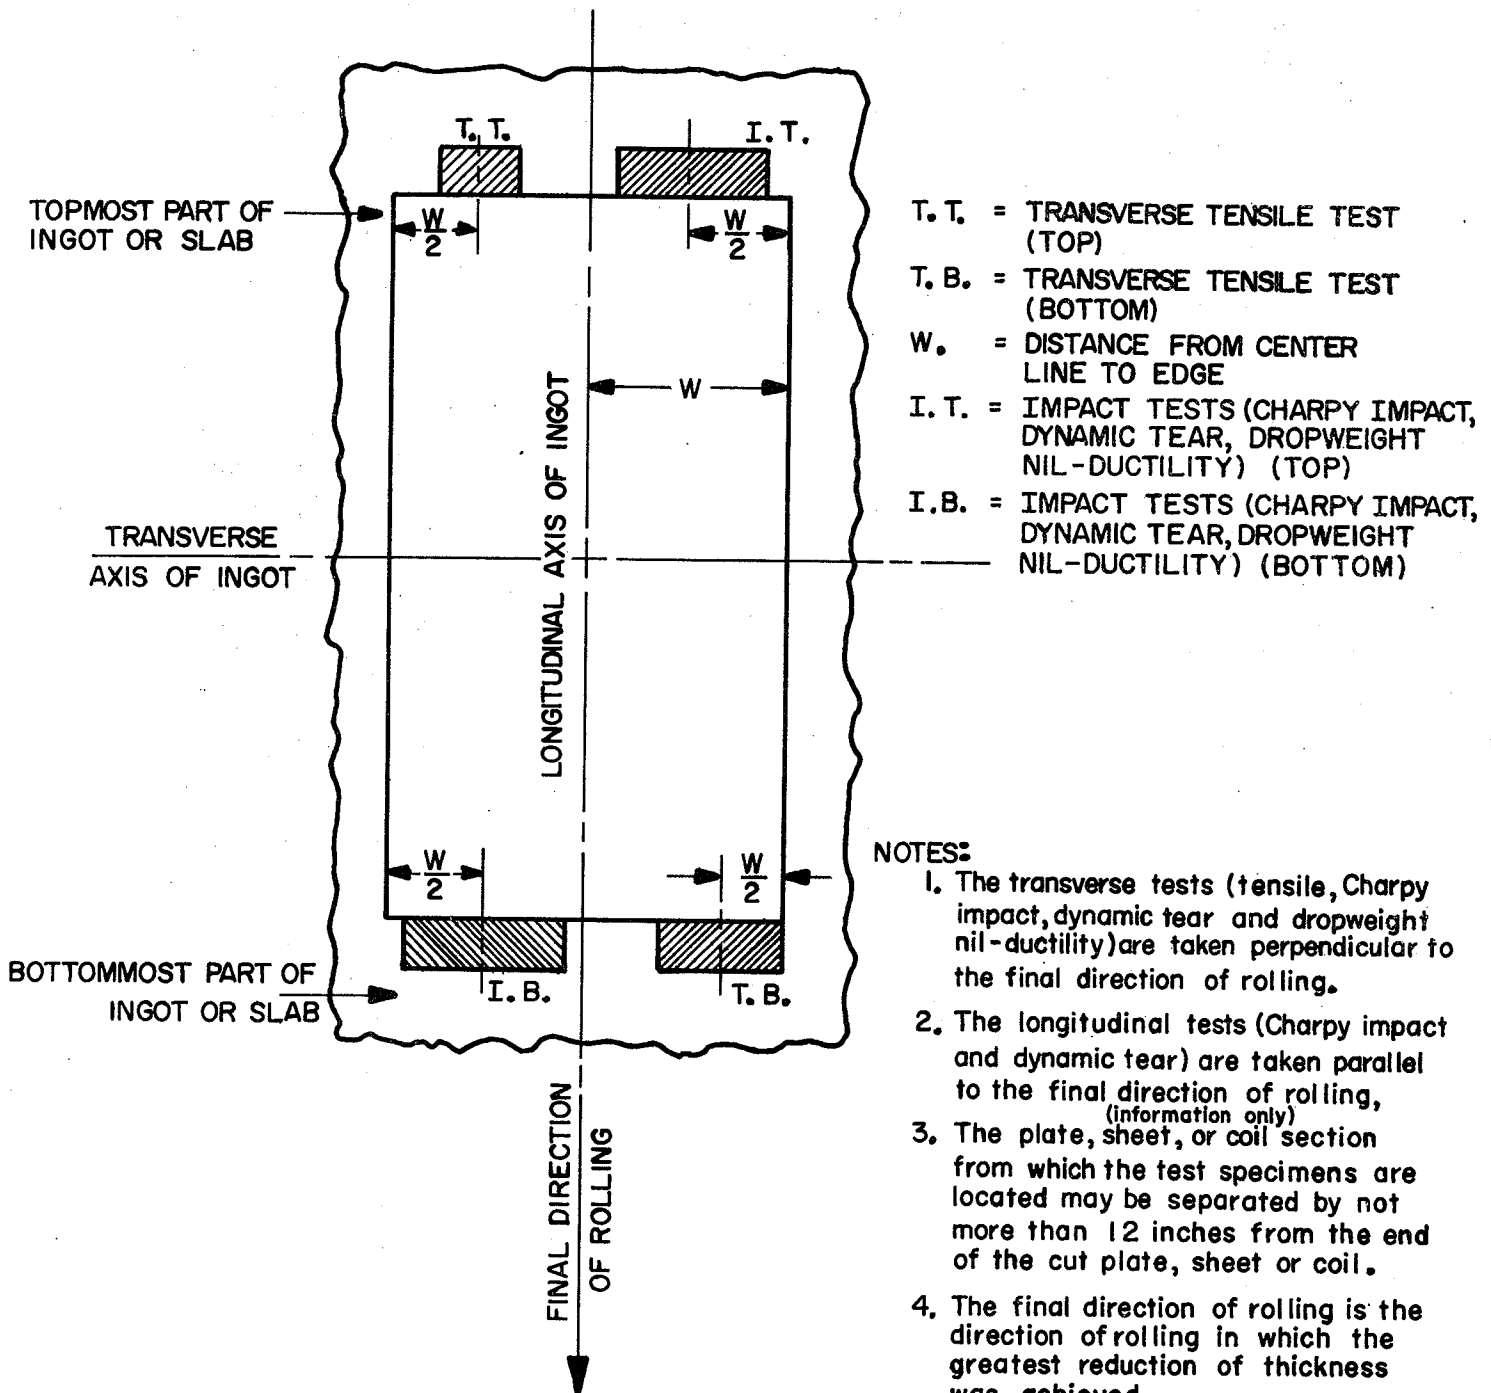 T. T.
I. T.
TOPMOST PART OF
INGOT OR SLAB
W
2
W
2
T. T. = TRANSVERSE TENSILE TEST
(TOP)
T. B. = TRANSVERSE TENSILE TEST
(BOTTOM)
W. = DISTANCE FROM CENTER
LINE TO EDGE
I. T. = IMPACT TESTS (CHARPY IMPACT,
DYNAMIC TEAR, DROPWEIGHT
NIL-DUCTILITY) (TOP)
I.B. = IMPACT TESTS (CHARPY IMPACT,
DYNAMIC TEAR, DROPWEIGHT
NIL-DUCTILITY) (BOTTOM)
W
LONGITUDINAL AXIS OF INGOT
TRANSVERSE
AXIS OF INGOT
W
2
W
2
BOTTOMMOST PART OF
INGOT OR SLAB
I. B.
T. B.
FINAL DIRECTION
OF ROLLING
NOTES:
1. The transverse tests (tensile, Charpy
impact, dynamic tear and dropweight
nil-ductility) are taken perpendicular to
the final direction of rolling.
2. The longitudinal tests (Charpy impact
and dynamic tear) are taken parallel
to the final direction of rolling,
(information only)
3. The plate, sheet, or coil section
from which the test specimens are
located may be separated by not
more than 12 inches from the end
of the cut plate, sheet or coil.
4. The final direction of rolling is the
direction of rolling in which the
greatest reduction of thickness
was achieved